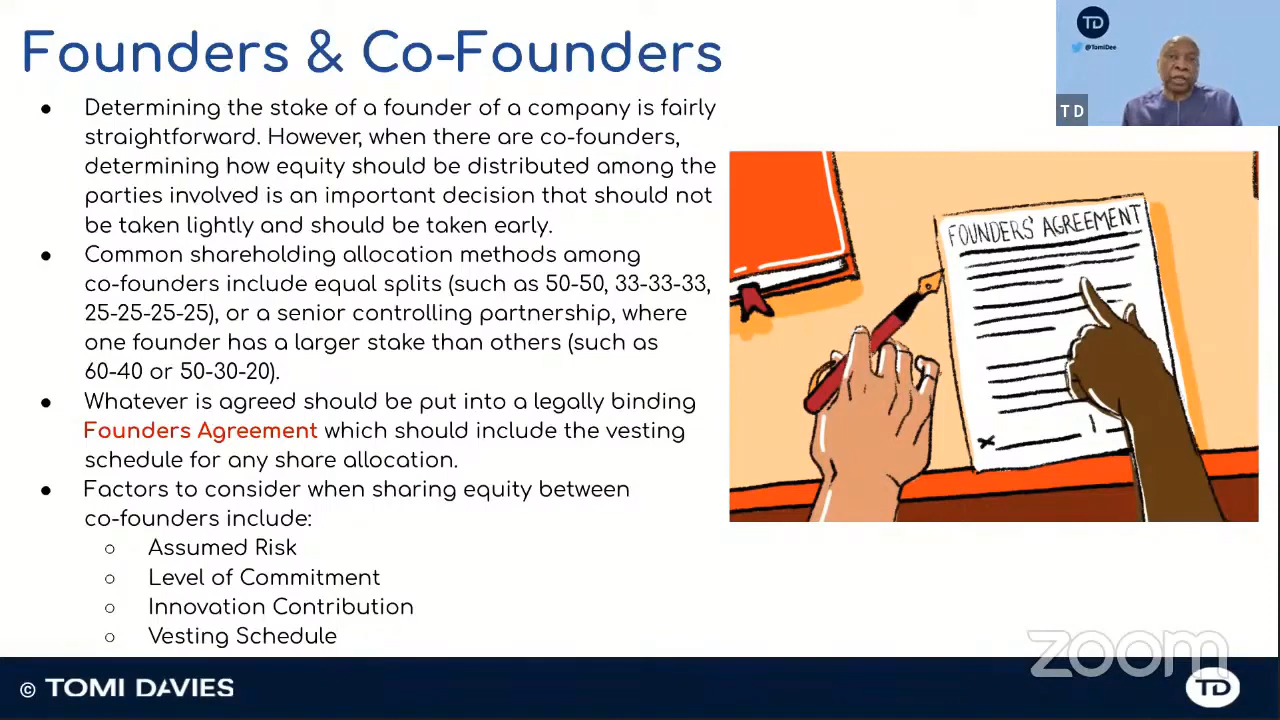 Founders & Co-Founders
● Determining the stake of a founder of a company is fairly
straightforward. However, when there are co-founders,
determining how equity should be distributed among the
parties involved is an important decision that should not
be taken lightly and should be taken early.
● Common shareholding allocation methods among
co-founders include equal splits (such as 50-50, 33-33-33,
25-25-25-25), or a senior controlling partnership, where
one founder has a larger stake than others (such as
60-40 or 50-30-20).
● Whatever is agreed should be put into a legally binding
Founders Agreement which should include the vesting
schedule for any share allocation.
● Factors to consider when sharing equity between
co-founders include:
○ Assumed Risk
○ Level of Commitment
○ Innovation Contribution
○ Vesting Schedule
TD
@TomiDee
T D
FOUNDERS' AGREEMENT
zoom
© TOMI DAVIES
TD